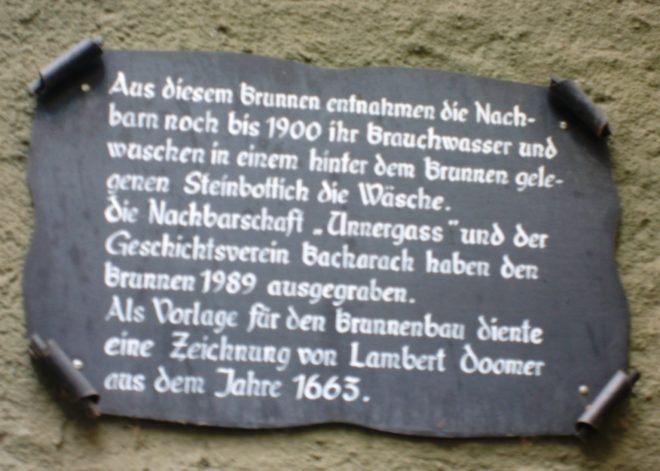 Aus diesem Brunnen entnahmen die Nach-
barn noch bis 1900 ihr Brauchwasser und
wuschen in einem hinter dem Brunnen gele-
genen Steinbottich die Wäsche.
die Nachbarschaft „Unnergass" und der
Geschichtsverein Bacharach haben den
Brunnen 1989 ausgegraben.
Als Vorlage für den Brunnenbau diente
eine Zeichnung von Lambert Doomer
aus dem Jahre 1663.